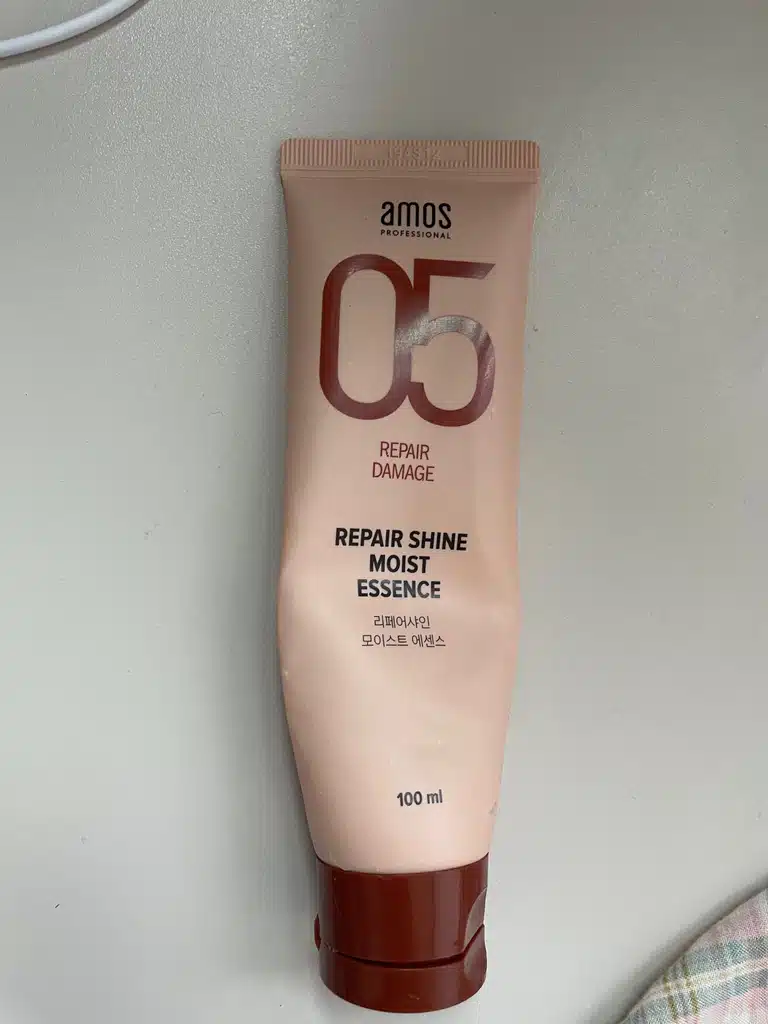 amos
PROFESSIONAL
05
REPAIR
DAMAGE
REPAIR SHINE
MOIST
ESSENCE
리페어샤인
모이스트 에센스
100 ml